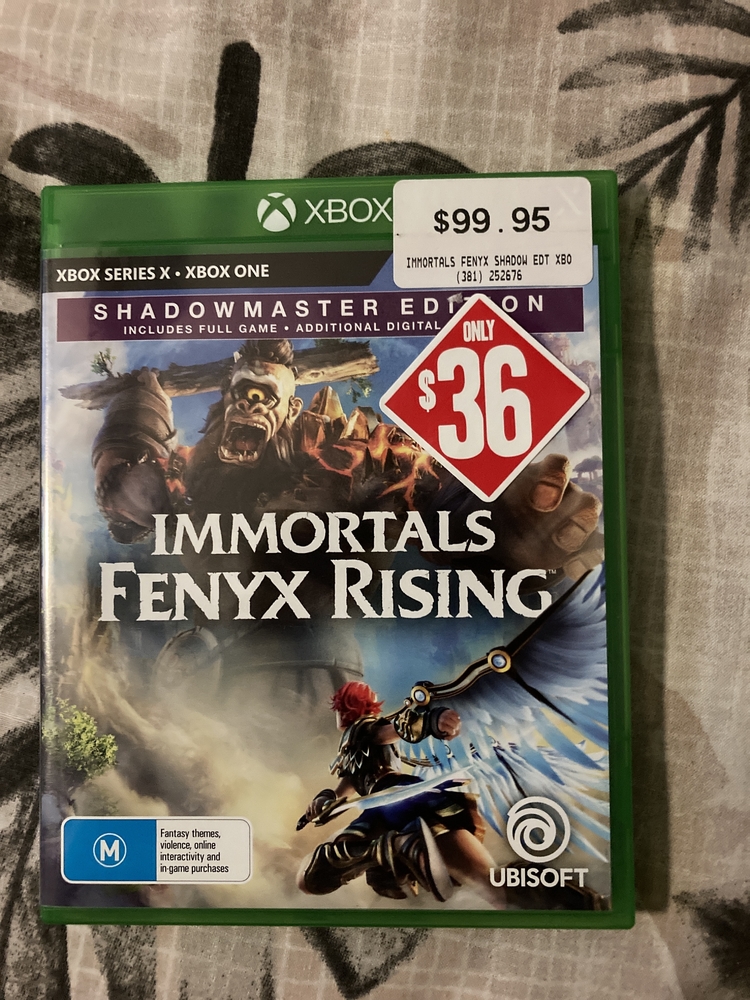 XBOX
$99.95
IMMORTALS FENYX SHADOW EDT XBO
(381) 252676
XBOX SERIES X • XBOX ONE
SHADOWMASTER EDITION
INCLUDES FULL GAME • ADDITIONAL DIGITAL
ONLY
$36
IMMORTALS
FENYX RISING™
M
Fantasy themes,
violence, online
interactivity and
in-game purchases
UBISOFT